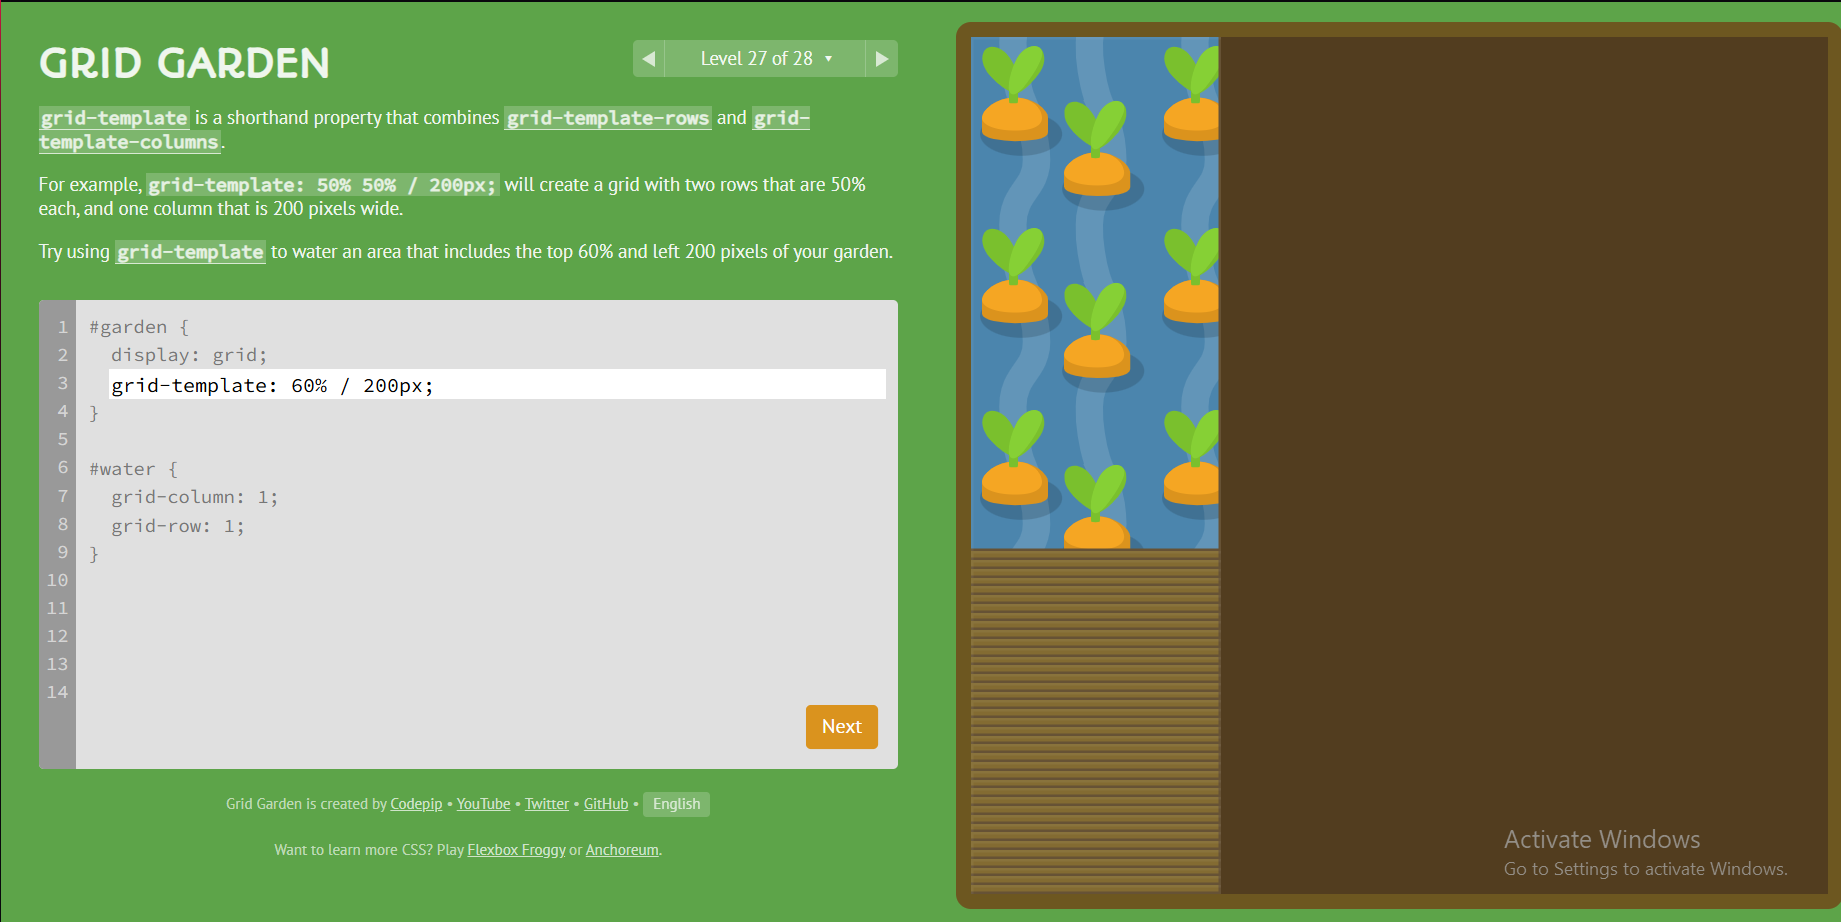 GRID GARDEN
◀ Level 27 of 28 ▼ ▶
grid-template is a shorthand property that combines grid-template-rows and grid-
template-columns.
For example, grid-template: 50% 50% / 200px; will create a grid with two rows that are 50%
each, and one column that is 200 pixels wide.
Try using grid-template to water an area that includes the top 60% and left 200 pixels of your garden.
1 #garden {
2 display: grid;
3 grid-template: 60% / 200px;
4 }
5
6 #water {
7 grid-column: 1;
8 grid-row: 1;
9 }
10
11
12
13
14
Next
Grid Garden is created by Codepip • YouTube • Twitter • GitHub • English
Want to learn more CSS? Play Flexbox Froggy or Anchoreum.
Activate Windows
Go to Settings to activate Windows.